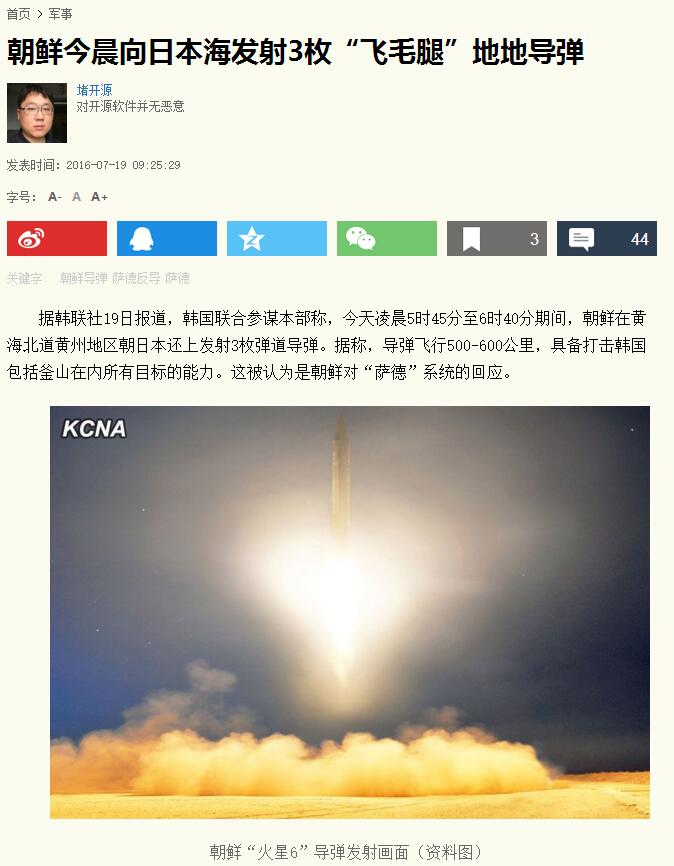 首页 > 军事
朝鲜今晨向日本海发射3枚“飞毛腿”地地导弹
堵开源
对开源软件并无恶意
发表时间：2016-07-19 09:25:29
字号： A- A A+
3
44
关键字： 朝鲜导弹 萨德反导 萨德
据韩联社19日报道，韩国联合参谋本部称，今天凌晨5时45分至6时40分期间，朝鲜在黄
海北道黄州地区朝日本还上发射3枚弹道导弹。据称，导弹飞行500-600公里，具备打击韩国
包括釜山在内所有目标的能力。这被认为是朝鲜对“萨德”系统的回应。
KCNA
朝鲜“火星6”导弹发射画面（资料图）